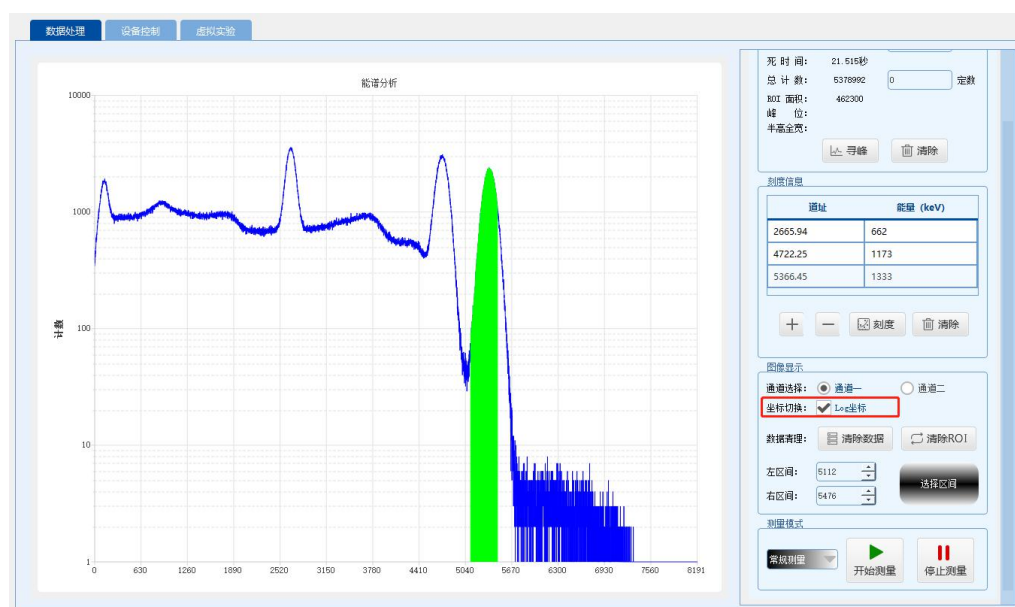 数据处理 设备控制 虚拟实验
能谱分析
计数
10000
1000
100
10
1
0 630 1260 1890 2520 3150 3780 4410 5040 5670 6300 6930 7560 8191
死 时 间: 21.515秒
总 计 数: 5378992 0 定数
ROI 面积: 462300
峰 位:
半高全宽:
寻峰 清除
刻度信息
道址 能量 (keV)
2665.94 662
4722.25 1173
5366.45 1333
刻度 清除
图像显示
通道选择: 通道一 通道二
坐标切换: Log坐标
数据清理: 清除数据 清除ROI
左区间: 5112
选择区间
右区间: 5476
测量模式
常规测量 开始测量 停止测量